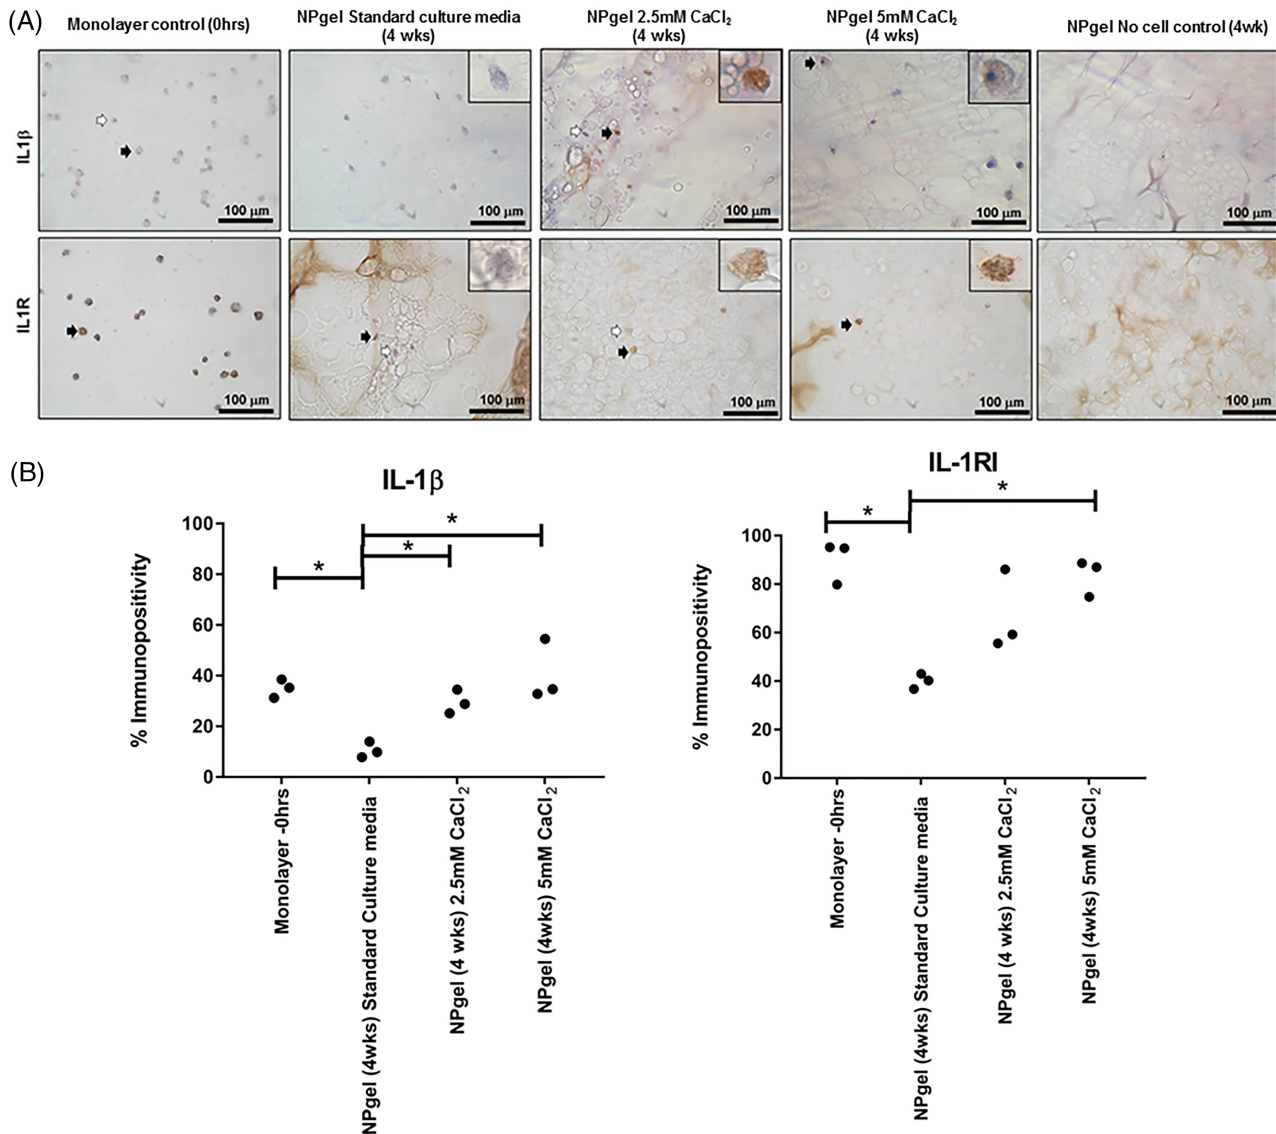 (A)
Monolayer control (0hrs)
NPgel Standard culture media
(4 wks)
NPgel 2.5mM CaCl₂
(4 wks)
NPgel 5mM CaCl₂
(4 wks)
NPgel No cell control (4wk)
IL1β
100 µm
100 µm
100 µm
100 µm
100 µm
IL1R
100 µm
100 µm
100 µm
100 µm
100 µm
(B)
IL-1β
% Immunopositivity
100
80
60
40
20
0
*
*
*
Monolayer -0hrs
NPgel (4wks) Standard Culture media
NPgel (4 wks) 2.5mM CaCl₂
NPgel (4wks) 5mM CaCl₂
IL-1RI
% Immunopositivity
100
80
60
40
20
0
*
*
Monolayer -0hrs
NPgel (4wks) Standard Culture media
NPgel (4 wks) 2.5mM CaCl₂
NPgel (4wks) 5mM CaCl₂